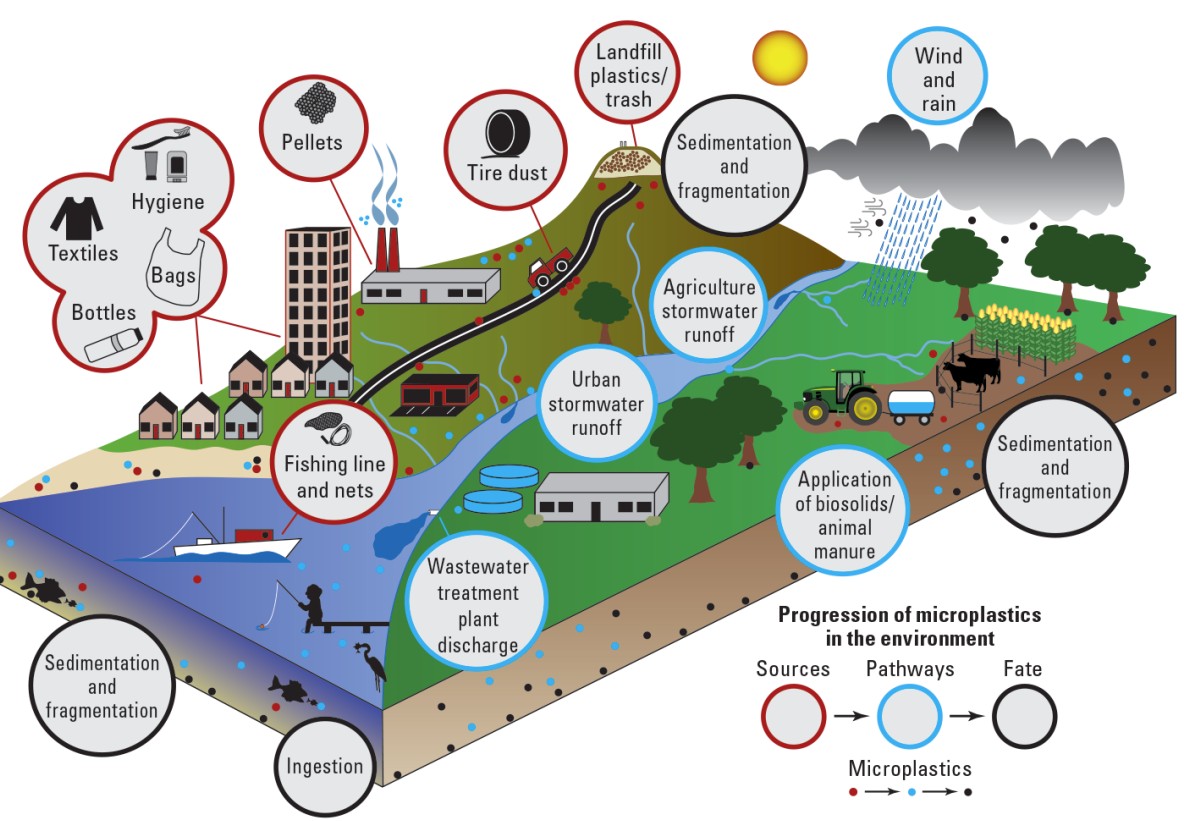 Landfill
plastics/
trash
Wind
and
rain
Pellets
Tire dust
Sedimentation
and
fragmentation
Hygiene
Textiles
Bags
Bottles
Agriculture
stormwater
runoff
Urban
stormwater
runoff
Fishing line
and nets
Sedimentation
and
fragmentation
Application
of biosolids/
animal
manure
Wastewater
treatment
plant
discharge
Sedimentation
and
fragmentation
Ingestion
Progression of microplastics
in the environment
Sources
Pathways
Fate
Microplastics